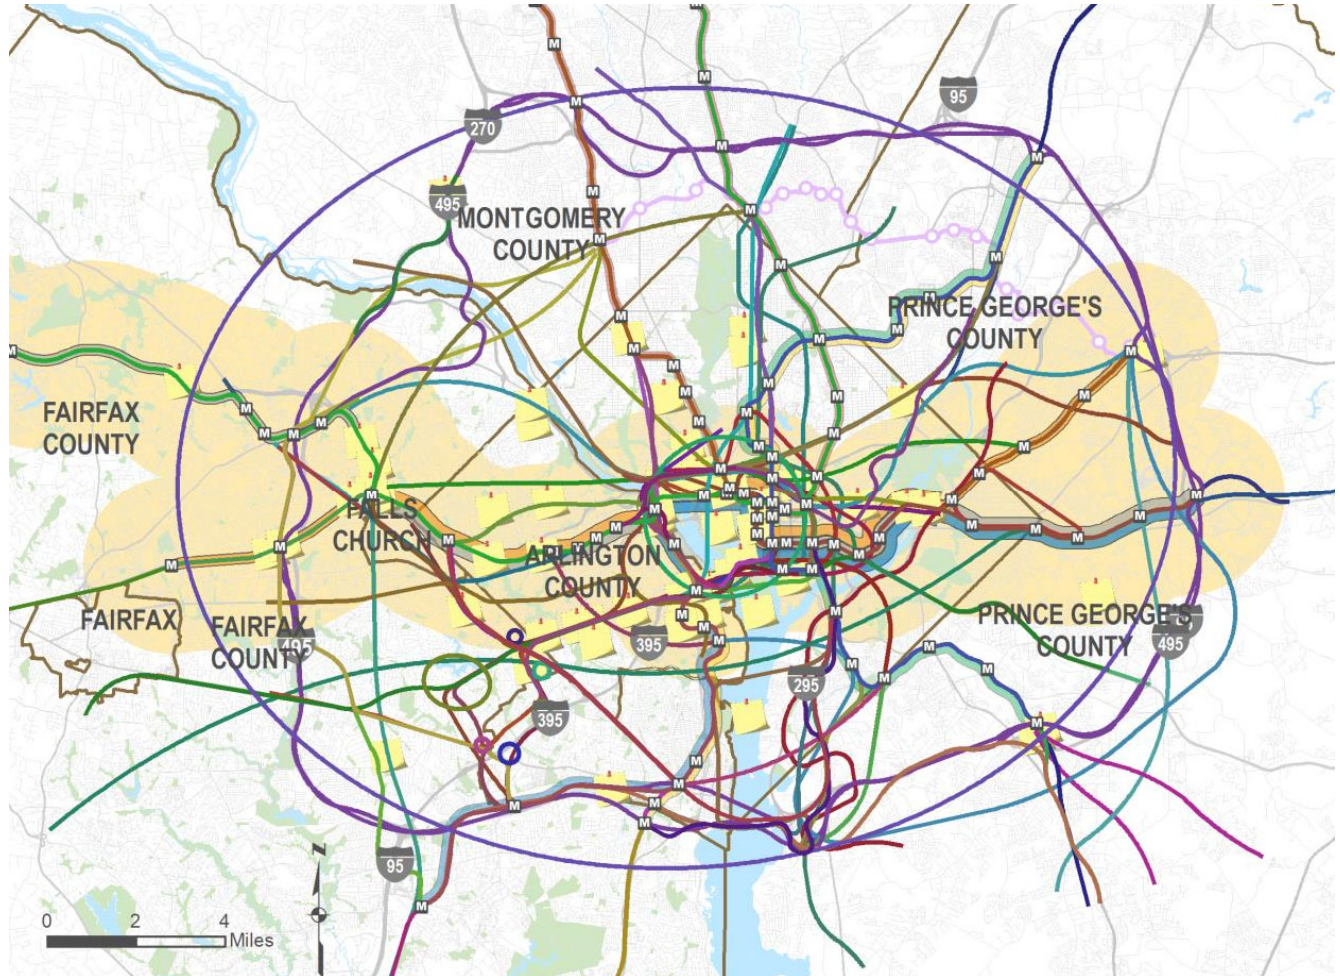 M
95
270
495
MONTGOMERY
COUNTY
PRINCE GEORGE'S
COUNTY
FAIRFAX
COUNTY
FALLS
CHURCH
ARLINGTON
COUNTY
FAIRFAX
FAIRFAX
COUNTY
495
395
PRINCE GEORGE'S
COUNTY
495
295
395
95
N
0 2 4
Miles